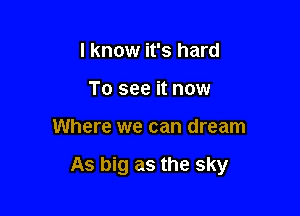 I know it's hard
To see it now
Where we can dream
As big as the sky